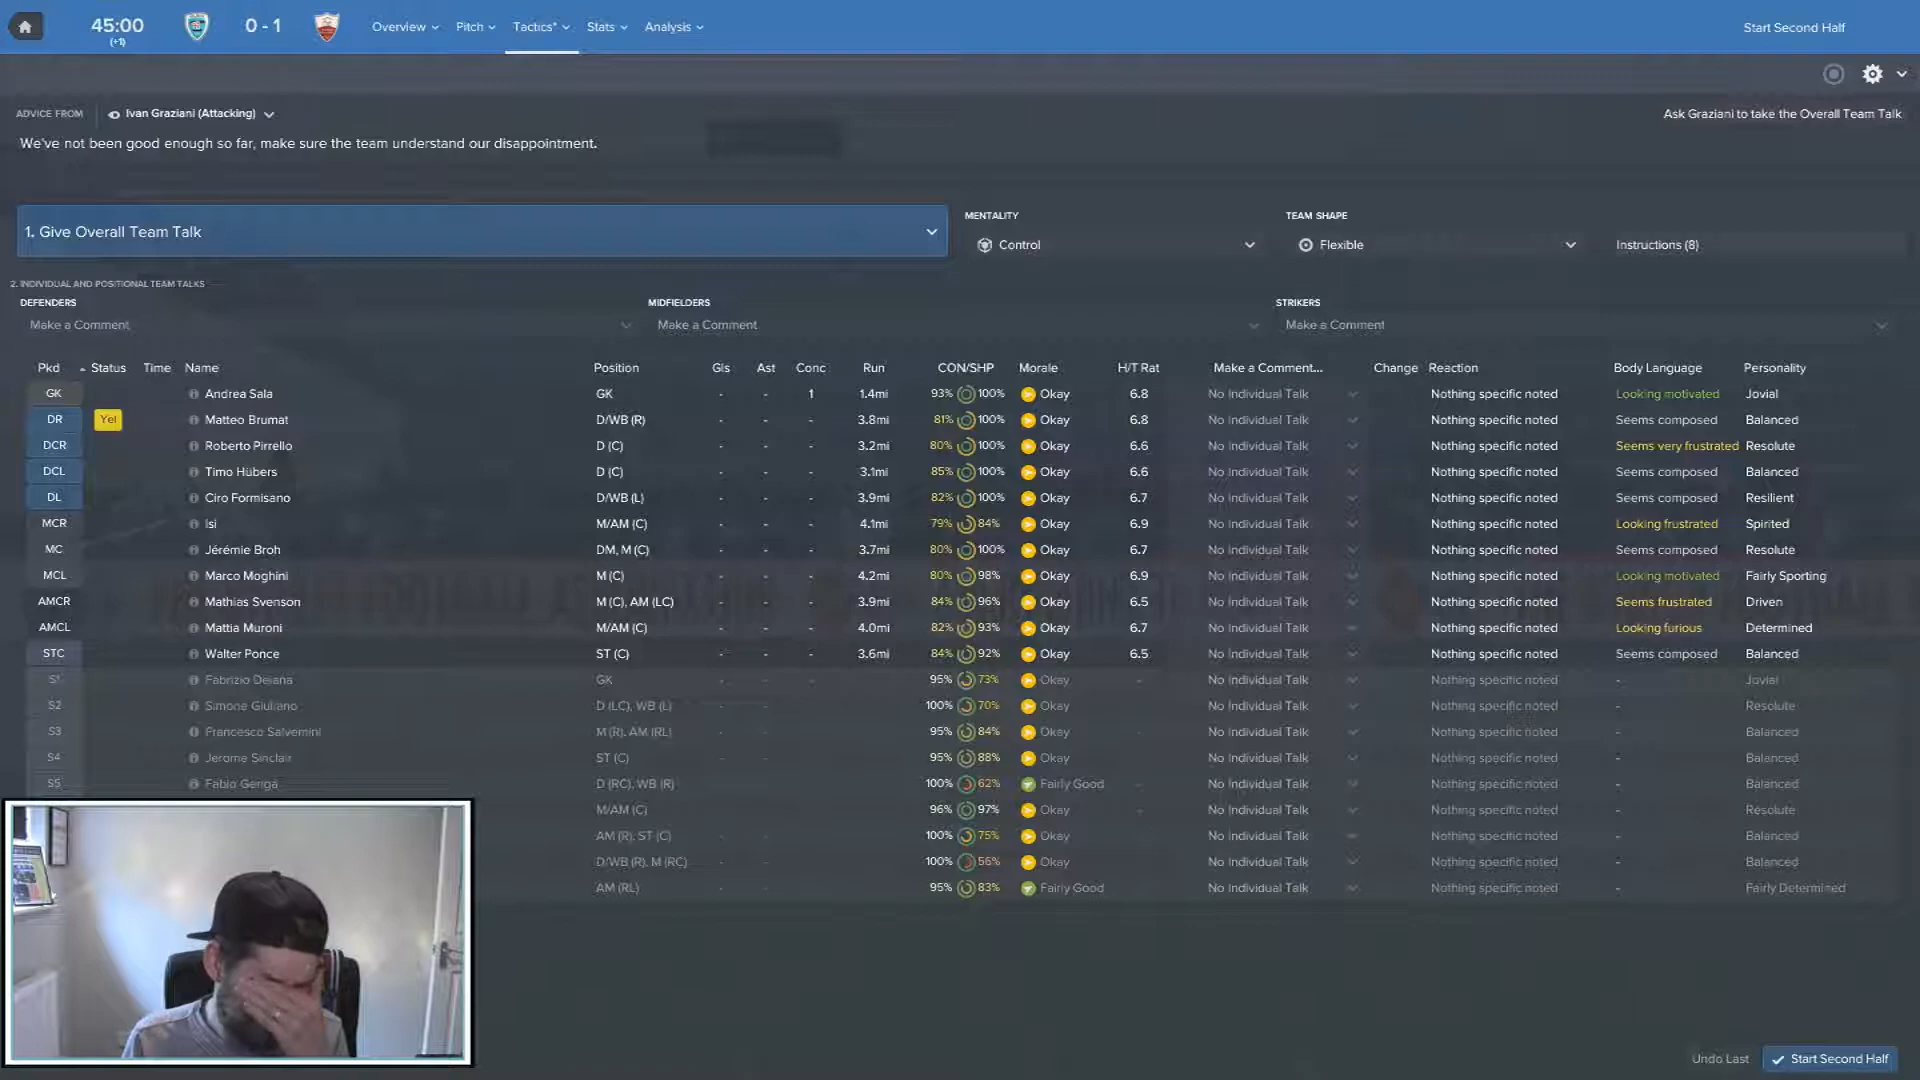 45:00
(+1)
0 - 1
Overview
Pitch
Tactics*
Stats
Analysis
Start Second Half
ADVICE FROM
Ivan Graziani (Attacking)
Ask Graziani to take the Overall Team Talk
We've not been good enough so far, make sure the team understand our disappointment.
1. Give Overall Team Talk
MENTALITY
Control
TEAM SHAPE
Flexible
Instructions (8)
2. INDIVIDUAL AND POSITIONAL TEAM TALKS
DEFENDERS
MIDFIELDERS
STRIKERS
Make a Comment
Make a Comment
Make a Comment
Pkd Status Time Name Position Gls Ast Conc Run CON/SHP Morale H/T Rat Make a Comment... Change Reaction Body Language Personality
GK Andrea Sala GK - - 1 1.4mi 93% 100% Okay 6.8 No Individual Talk Nothing specific noted Looking motivated Jovial
DR Yel Matteo Brumat D/WB (R) - - - 3.8mi 81% 100% Okay 6.8 No Individual Talk Nothing specific noted Seems composed Balanced
DCR Roberto Pirrello D (C) - - - 3.2mi 80% 100% Okay 6.6 No Individual Talk Nothing specific noted Seems very frustrated Resolute
DCL Timo Hübers D (C) - - - 3.1mi 85% 100% Okay 6.6 No Individual Talk Nothing specific noted Seems composed Balanced
DL Ciro Formisano D/WB (L) - - - 3.9mi 82% 100% Okay 6.7 No Individual Talk Nothing specific noted Seems composed Resilient
MCR Isi M/AM (C) - - - 4.1mi 79% 84% Okay 6.9 No Individual Talk Nothing specific noted Looking frustrated Spirited
MC Jérémie Broh DM, M (C) - - - 3.7mi 80% 100% Okay 6.7 No Individual Talk Nothing specific noted Seems composed Resolute
MCL Marco Moghini M (C) - - - 4.2mi 80% 98% Okay 6.9 No Individual Talk Nothing specific noted Looking motivated Fairly Sporting
AMCR Mathias Svenson M (C), AM (LC) - - - 3.9mi 84% 96% Okay 6.5 No Individual Talk Nothing specific noted Seems frustrated Driven
AMCL Mattia Muroni M/AM (C) - - - 4.0mi 82% 93% Okay 6.7 No Individual Talk Nothing specific noted Looking furious Determined
STC Walter Ponce ST (C) - - - 3.6mi 84% 92% Okay 6.5 No Individual Talk Nothing specific noted Seems composed Balanced
S1 Fabrizio Deiana GK - - - 95% 73% Okay - No Individual Talk Nothing specific noted - Jovial
S2 Simone Giuliano D (LC), WB (L) - - 100% 70% Okay - No Individual Talk Nothing specific noted - Resolute
S3 Francesco Salvemini M (R), AM (RL) - - 95% 84% Okay - No Individual Talk Nothing specific noted - Balanced
S4 Jerome Sinclair ST (C) - - 95% 88% Okay - No Individual Talk Nothing specific noted - Balanced
S5 Fabio Geriga D (RC), WB (R) - - 100% 62% Fairly Good - No Individual Talk Nothing specific noted - Balanced
M/AM (C) - - 96% 97% Okay - No Individual Talk Nothing specific noted - Resolute
AM (R), ST (C) - - 100% 75% Okay - No Individual Talk Nothing specific noted - Balanced
D/WB (R), M (RC) - - 100% 56% Okay - No Individual Talk Nothing specific noted - Balanced
AM (RL) - - 95% 83% Fairly Good - No Individual Talk Nothing specific noted - Fairly Determined
Undo Last
Start Second Half